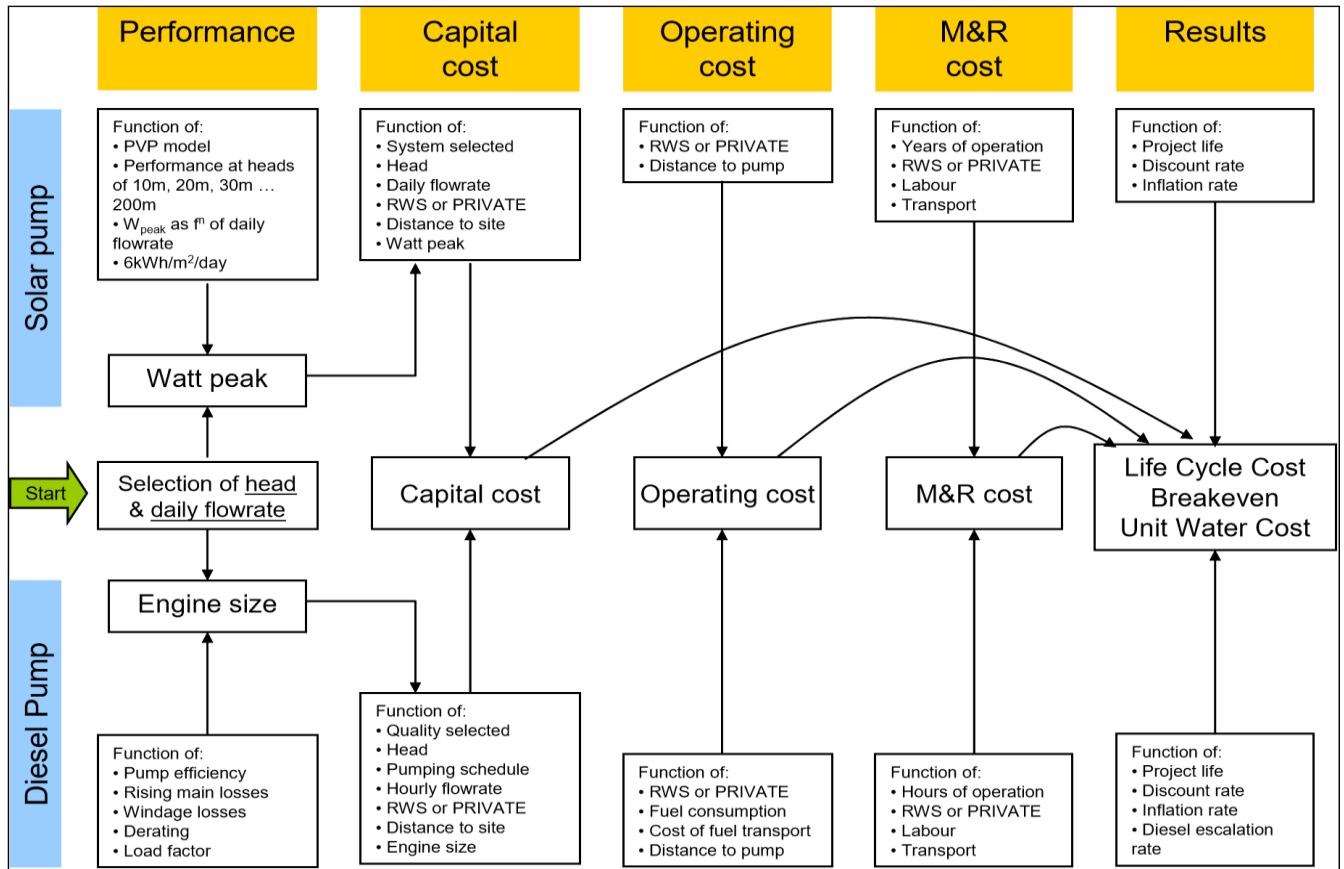 Performance
Capital
cost
Operating
cost
M&R
cost
Results
Solar pump
Function of:
• PVP model
• Performance at heads
of 10m, 20m, 30m …
200m
• Wpeak as fⁿ of daily
flowrate
• 6kWh/m²/day
Function of:
• System selected
• Head
• Daily flowrate
• RWS or PRIVATE
• Distance to site
• Watt peak
Function of:
• RWS or PRIVATE
• Distance to pump
Function of:
• Years of operation
• RWS or PRIVATE
• Labour
• Transport
Function of:
• Project life
• Discount rate
• Inflation rate
Watt peak
Start
Selection of head
& daily flowrate
Capital cost
Operating cost
M&R cost
Life Cycle Cost
Breakeven
Unit Water Cost
Diesel Pump
Engine size
Function of:
• Pump efficiency
• Rising main losses
• Windage losses
• Derating
• Load factor
Function of:
• Quality selected
• Head
• Pumping schedule
• Hourly flowrate
• RWS or PRIVATE
• Distance to site
• Engine size
Function of:
• RWS or PRIVATE
• Fuel consumption
• Cost of fuel transport
• Distance to pump
Function of:
• Hours of operation
• RWS or PRIVATE
• Labour
• Transport
Function of:
• Project life
• Discount rate
• Inflation rate
• Diesel escalation
rate